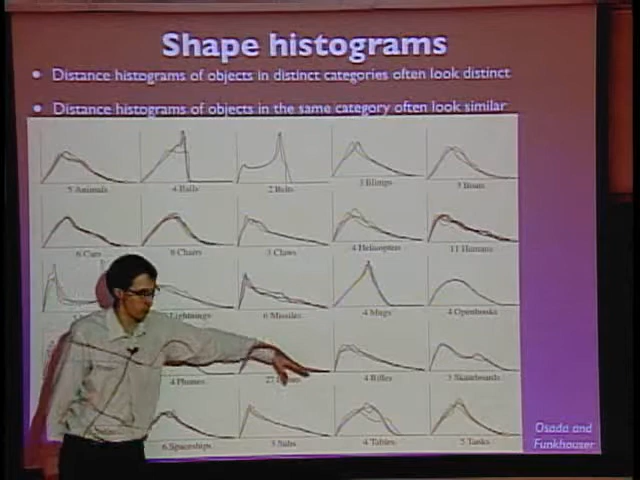 Shape histograms
• Distance histograms of objects in distinct categories often look distinct
• Distance histograms of objects in the same category often look similar
5 Animals
4 Balls
2 Belts
3 Blimps
3 Boats
6 Cars
8 Chairs
3 Claws
4 Helicopters
11 Humans
Lightnings
6 Missiles
4 Mugs
4 Openbooks
4 Phones
27
4 Rifles
3 Skateboards
6 Spaceships
3 Subs
4 Tables
5 Tanks
Osada and
Funkhouser